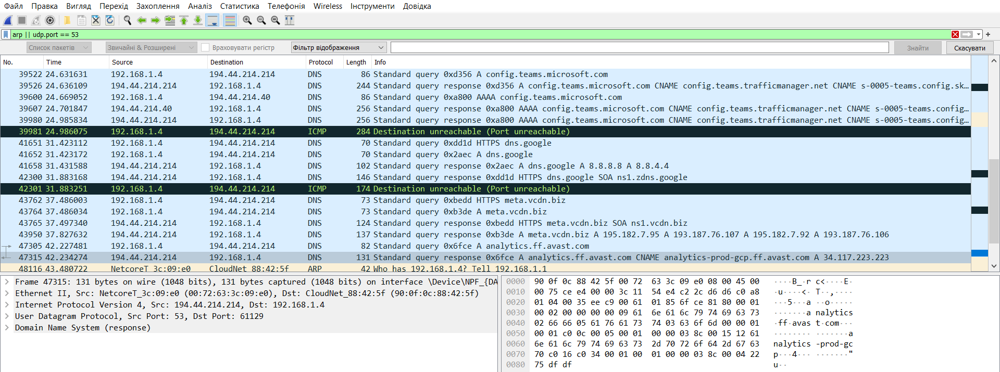 Файл Правка Вигляд Перехід Захоплення Аналіз Статистика Телефонія Wireless Інструменти Довідка
arp || udp.port == 53
Список пакетів Звичайні & Розширені Враховувати регістр Фільтр відображення Знайти Скасувати
No. Time Source Destination Protocol Length Info
39522 24.631631 192.168.1.4 194.44.214.214 DNS 86 Standard query 0xd356 A config.teams.microsoft.com
39526 24.636109 194.44.214.214 192.168.1.4 DNS 244 Standard query response 0xd356 A config.teams.microsoft.com CNAME config.teams.trafficmanager.net CNAME s-0005-teams.config.sk…
39600 24.669052 192.168.1.4 194.44.214.40 DNS 86 Standard query 0xa800 AAAA config.teams.microsoft.com
39607 24.701847 194.44.214.40 192.168.1.4 DNS 256 Standard query response 0xa800 AAAA config.teams.microsoft.com CNAME config.teams.trafficmanager.net CNAME s-0005-teams.config…
39980 24.985834 194.44.214.214 192.168.1.4 DNS 256 Standard query response 0xa800 AAAA config.teams.microsoft.com CNAME config.teams.trafficmanager.net CNAME s-0005-teams.config…
39981 24.986075 192.168.1.4 194.44.214.214 ICMP 284 Destination unreachable (Port unreachable)
41651 31.423112 192.168.1.4 194.44.214.214 DNS 70 Standard query 0xdd1d HTTPS dns.google
41652 31.423172 192.168.1.4 194.44.214.214 DNS 70 Standard query 0x2aec A dns.google
41658 31.431588 194.44.214.214 192.168.1.4 DNS 102 Standard query response 0x2aec A dns.google A 8.8.8.8 A 8.8.4.4
42300 31.883168 194.44.214.214 192.168.1.4 DNS 146 Standard query response 0xdd1d HTTPS dns.google SOA ns1.zdns.google
42301 31.883251 192.168.1.4 194.44.214.214 ICMP 174 Destination unreachable (Port unreachable)
43762 37.486003 192.168.1.4 194.44.214.214 DNS 73 Standard query 0xbedd HTTPS meta.vcdn.biz
43764 37.486034 192.168.1.4 194.44.214.214 DNS 73 Standard query 0xb3de A meta.vcdn.biz
43765 37.497340 194.44.214.214 192.168.1.4 DNS 124 Standard query response 0xbedd HTTPS meta.vcdn.biz SOA ns1.vcdn.biz
43950 37.827632 194.44.214.214 192.168.1.4 DNS 137 Standard query response 0xb3de A meta.vcdn.biz A 195.182.7.95 A 193.187.76.107 A 195.182.7.92 A 193.187.76.106
47305 42.227481 192.168.1.4 194.44.214.214 DNS 82 Standard query 0x6fce A analytics.ff.avast.com
47315 42.234274 194.44.214.214 192.168.1.4 DNS 131 Standard query response 0x6fce A analytics.ff.avast.com CNAME analytics-prod-gcp.ff.avast.com A 34.117.223.223
48116 43.480722 NetcoreT_3c:09:e0 CloudNet_88:42:5f ARP 42 Who has 192.168.1.4? Tell 192.168.1.1
Frame 47315: 131 bytes on wire (1048 bits), 131 bytes captured (1048 bits) on interface \Device\NPF_{DA
Ethernet II, Src: NetcoreT_3c:09:e0 (00:72:63:3c:09:e0), Dst: CloudNet_88:42:5f (90:0f:0c:88:42:5f)
Internet Protocol Version 4, Src: 194.44.214.214, Dst: 192.168.1.4
User Datagram Protocol, Src Port: 53, Dst Port: 61129
Domain Name System (response)
0000 90 0f 0c 88 42 5f 00 72 63 3c 09 e0 08 00 45 00 ····B_·r c<····E·
0010 00 75 ce e4 00 00 3c 11 54 e4 c2 2c d6 d6 c0 a8 ·u····<· T··,····
0020 01 04 00 35 ee c9 00 61 01 85 6f ce 81 80 00 01 ···5···a ··o·····
0030 00 02 00 00 00 00 09 61 6e 61 6c 79 74 69 63 73 ·······a nalytics
0040 02 66 66 05 61 76 61 73 74 03 63 6f 6d 00 00 01 ·ff·avas t·com···
0050 00 01 c0 0c 00 05 00 01 00 00 03 8c 00 15 12 61 ········ ·······a
0060 6e 61 6c 79 74 69 63 73 2d 70 72 6f 64 2d 67 63 nalytics -prod-gc
0070 70 c0 16 c0 34 00 01 00 01 00 00 03 8c 00 04 22 p···4··· ·······"
0080 75 df df u··